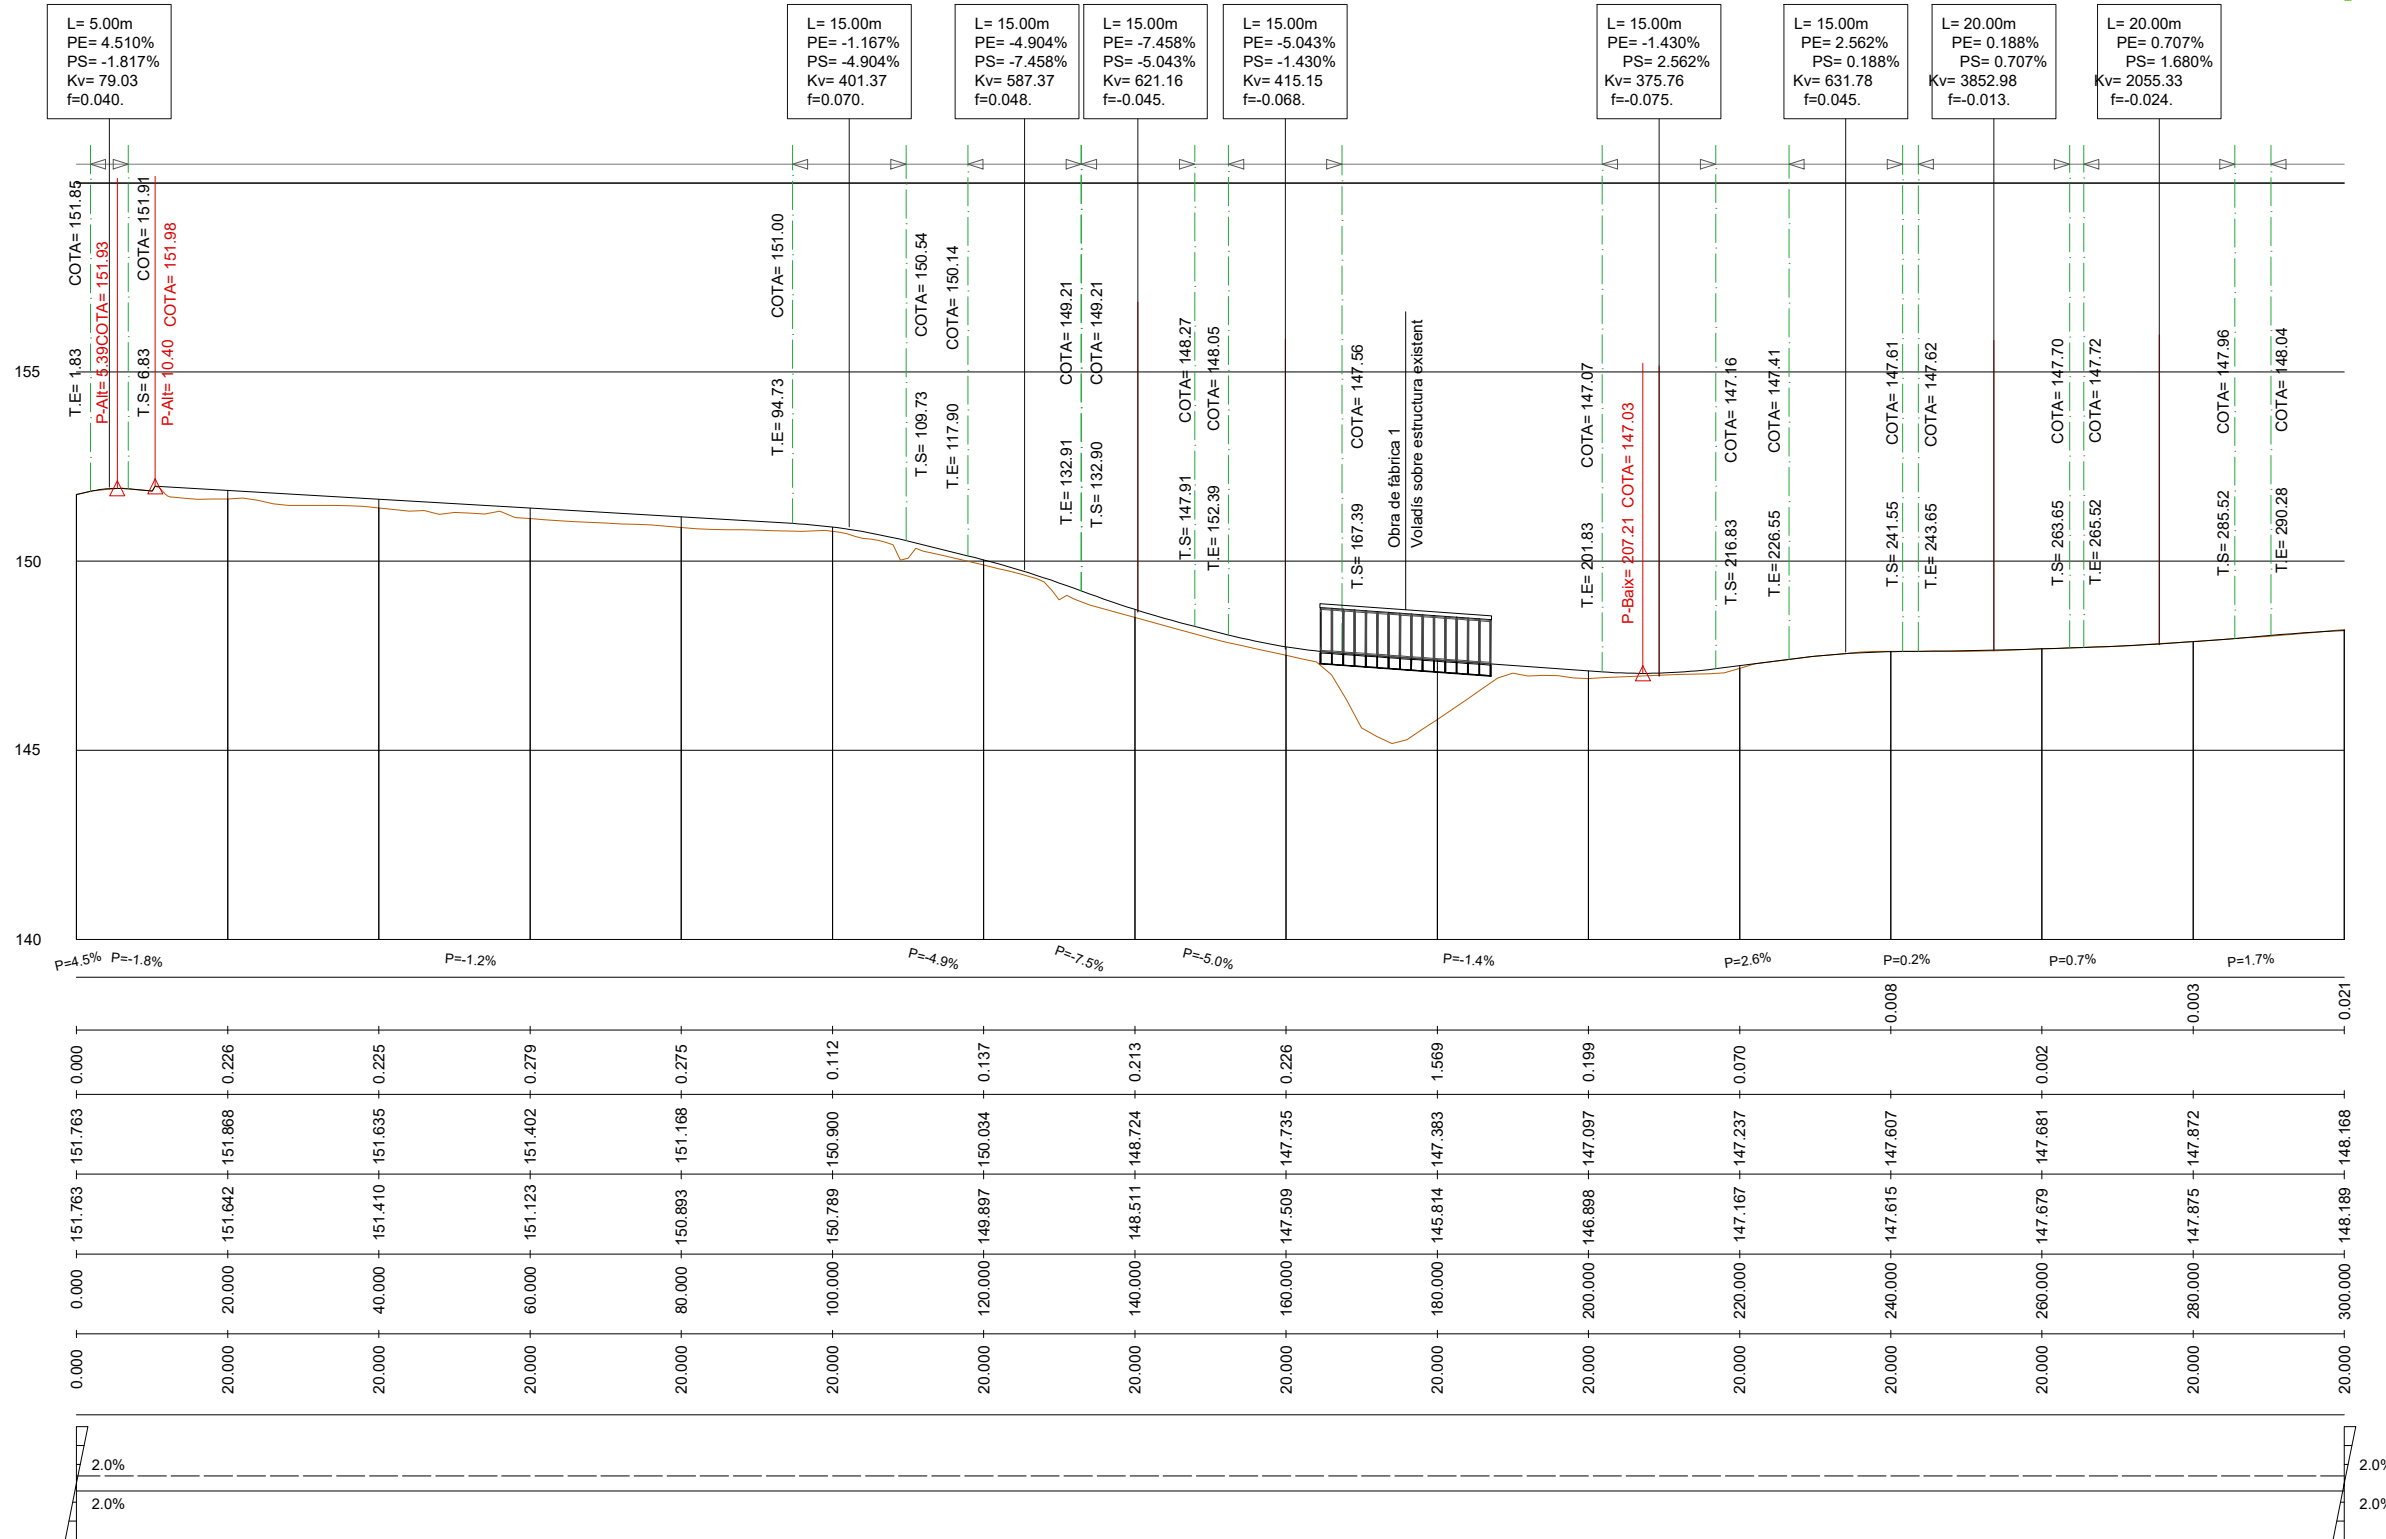 L= 5.00m
PE= 4.510%
PS= -1.817%
Kv= 79.03
f=0.040.
L= 15.00m
PE= -1.167%
PS= -4.904%
Kv= 401.37
f=0.070.
L= 15.00m
PE= -4.904%
PS= -7.458%
Kv= 587.37
f=0.048.
L= 15.00m
PE= -7.458%
PS= -5.043%
Kv= 621.16
f=-0.045.
L= 15.00m
PE= -5.043%
PS= -1.430%
Kv= 415.15
f=-0.068.
L= 15.00m
PE= -1.430%
PS= 2.562%
Kv= 375.76
f=-0.075.
L= 15.00m
PE= 2.562%
PS= 0.188%
Kv= 631.78
f=0.045.
L= 20.00m
PE= 0.188%
PS= 0.707%
Kv= 3852.98
f=-0.013.
L= 20.00m
PE= 0.707%
PS= 1.680%
Kv= 2055.33
f=-0.024.
T.E= 1.83 COTA= 151.85
P-Alt= 5.39COTA= 151.93
T.S= 6.83 COTA= 151.91
P-Alt= 10.40 COTA= 151.98
T.E= 94.73 COTA= 151.00
T.S= 109.73 COTA= 150.54
T.E= 117.90 COTA= 150.14
T.E= 132.91 COTA= 149.21
T.S= 132.90 COTA= 149.21
T.S= 147.91 COTA= 148.27
T.E= 152.39 COTA= 148.05
T.S= 167.39 COTA= 147.56
Obra de fàbrica 1
Voladís sobre estructura existent
T.E= 201.83 COTA= 147.07
P-Baix= 207.21 COTA= 147.03
T.S= 216.83 COTA= 147.16
T.E= 226.55 COTA= 147.41
T.S= 241.55 COTA= 147.61
T.E= 243.65 COTA= 147.62
T.S= 263.65 COTA= 147.70
T.E= 265.52 COTA= 147.72
T.S= 285.52 COTA= 147.96
T.E= 290.28 COTA= 148.04
155
150
145
140
P=4.5% P=-1.8% P=-1.2% P=-4.9% P=-7.5% P=-5.0% P=-1.4% P=2.6% P=0.2% P=0.7% P=1.7%
0.008 0.003 0.021
0.000 0.226 0.225 0.279 0.275 0.112 0.137 0.213 0.226 1.569 0.199 0.070 0.002
151.763 151.868 151.635 151.402 151.168 150.900 150.034 148.724 147.735 147.383 147.097 147.237 147.607 147.681 147.872 148.168
151.763 151.642 151.410 151.123 150.893 150.789 149.897 148.511 147.509 145.814 146.898 147.167 147.615 147.679 147.875 148.189
0.000 20.000 40.000 60.000 80.000 100.000 120.000 140.000 160.000 180.000 200.000 220.000 240.000 260.000 280.000 300.000
0.000 20.000 20.000 20.000 20.000 20.000 20.000 20.000 20.000 20.000 20.000 20.000 20.000 20.000 20.000 20.000
2.0% 2.0%
2.0% 2.0%